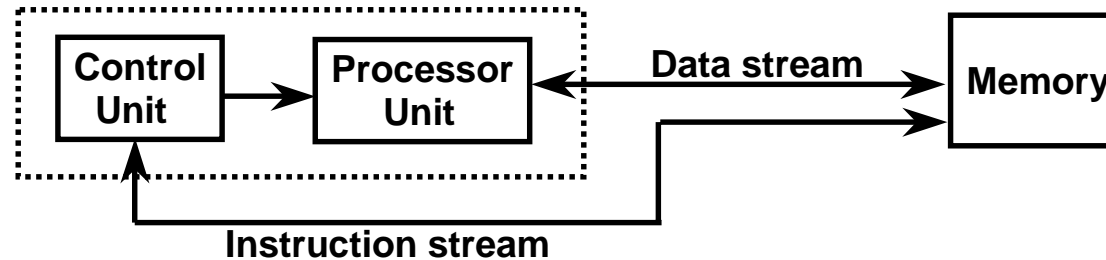 Control
Unit
Processor
Unit
Data stream
Memory
Instruction stream